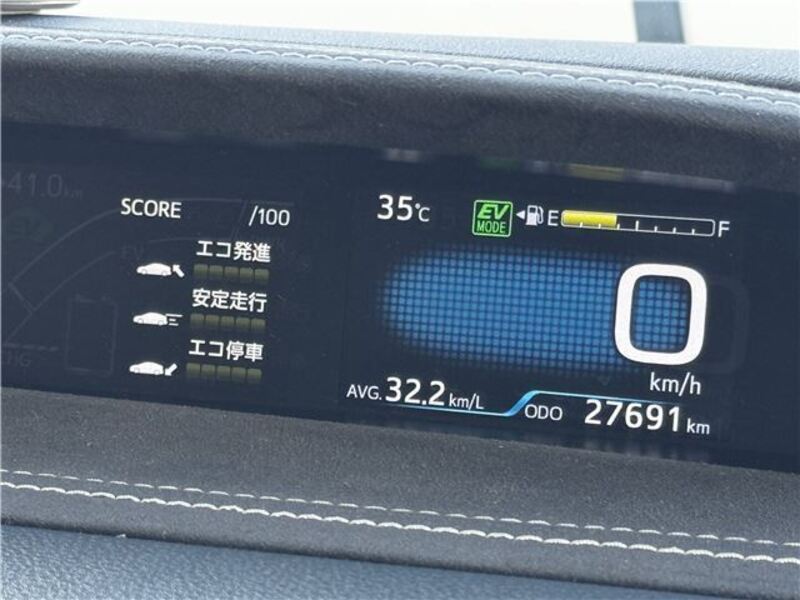 SCORE /100
エコ発進
安定走行
エコ停車
35℃
EV MODE
E F
0
km/h
AVG. 32.2 km/L
ODO 27691 km